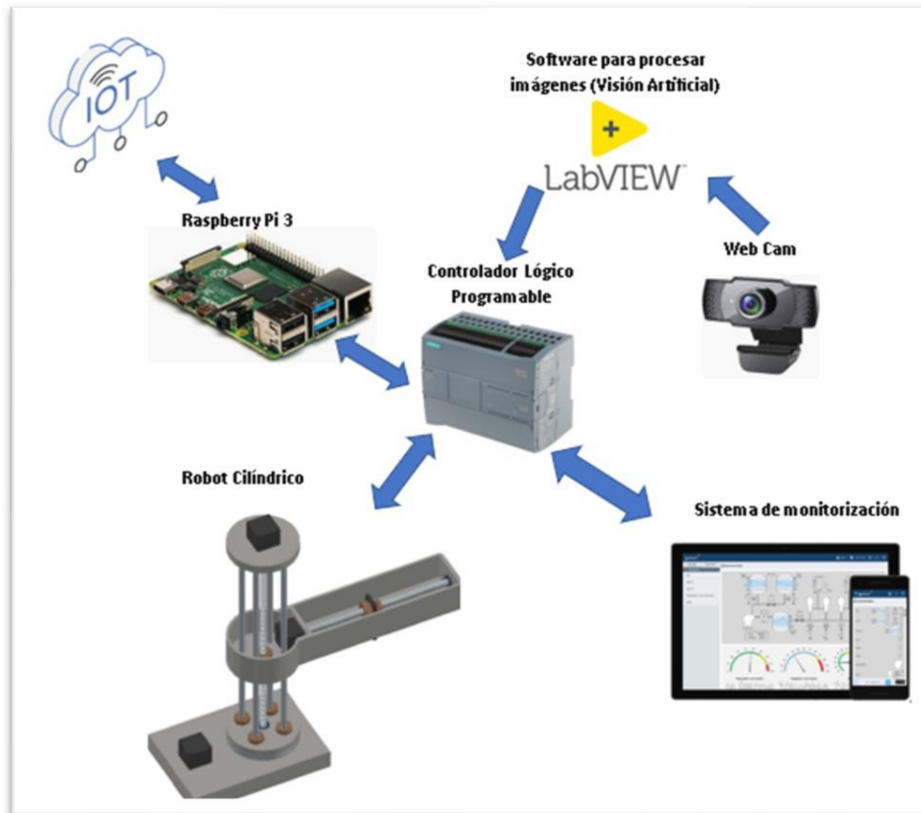 IOT
Software para procesar
imágenes (Visión Artificial)
LabVIEW™
Raspberry Pi 3
Web Cam
Controlador Lógico
Programable
Robot Cilíndrico
Sistema de monitorización